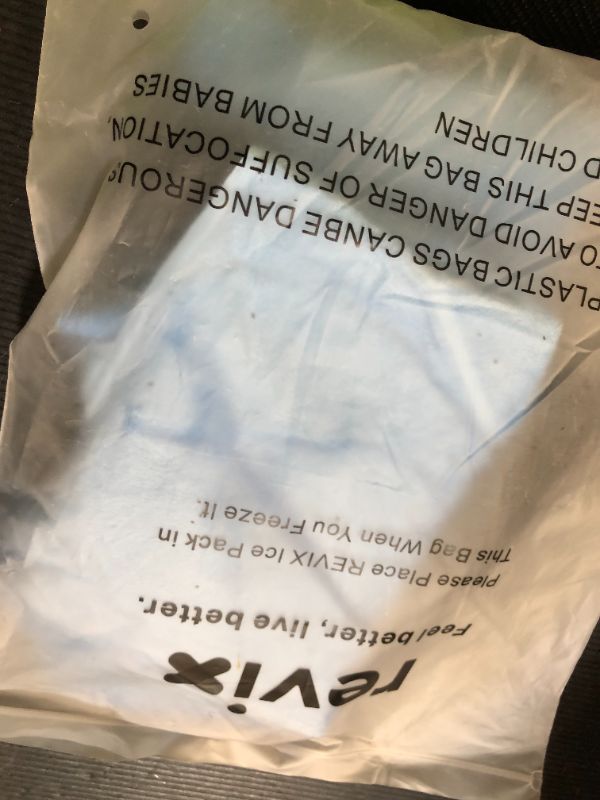 revix
Feel better, live better.
Please Place REVIX Ice Pack in
This Bag When You Freeze It.
PLASTIC BAGS CANBE DANGEROUS
TO AVOID DANGER OF SUFFOCATION,
EEP THIS BAG AWAY FROM BABIES
D CHILDREN